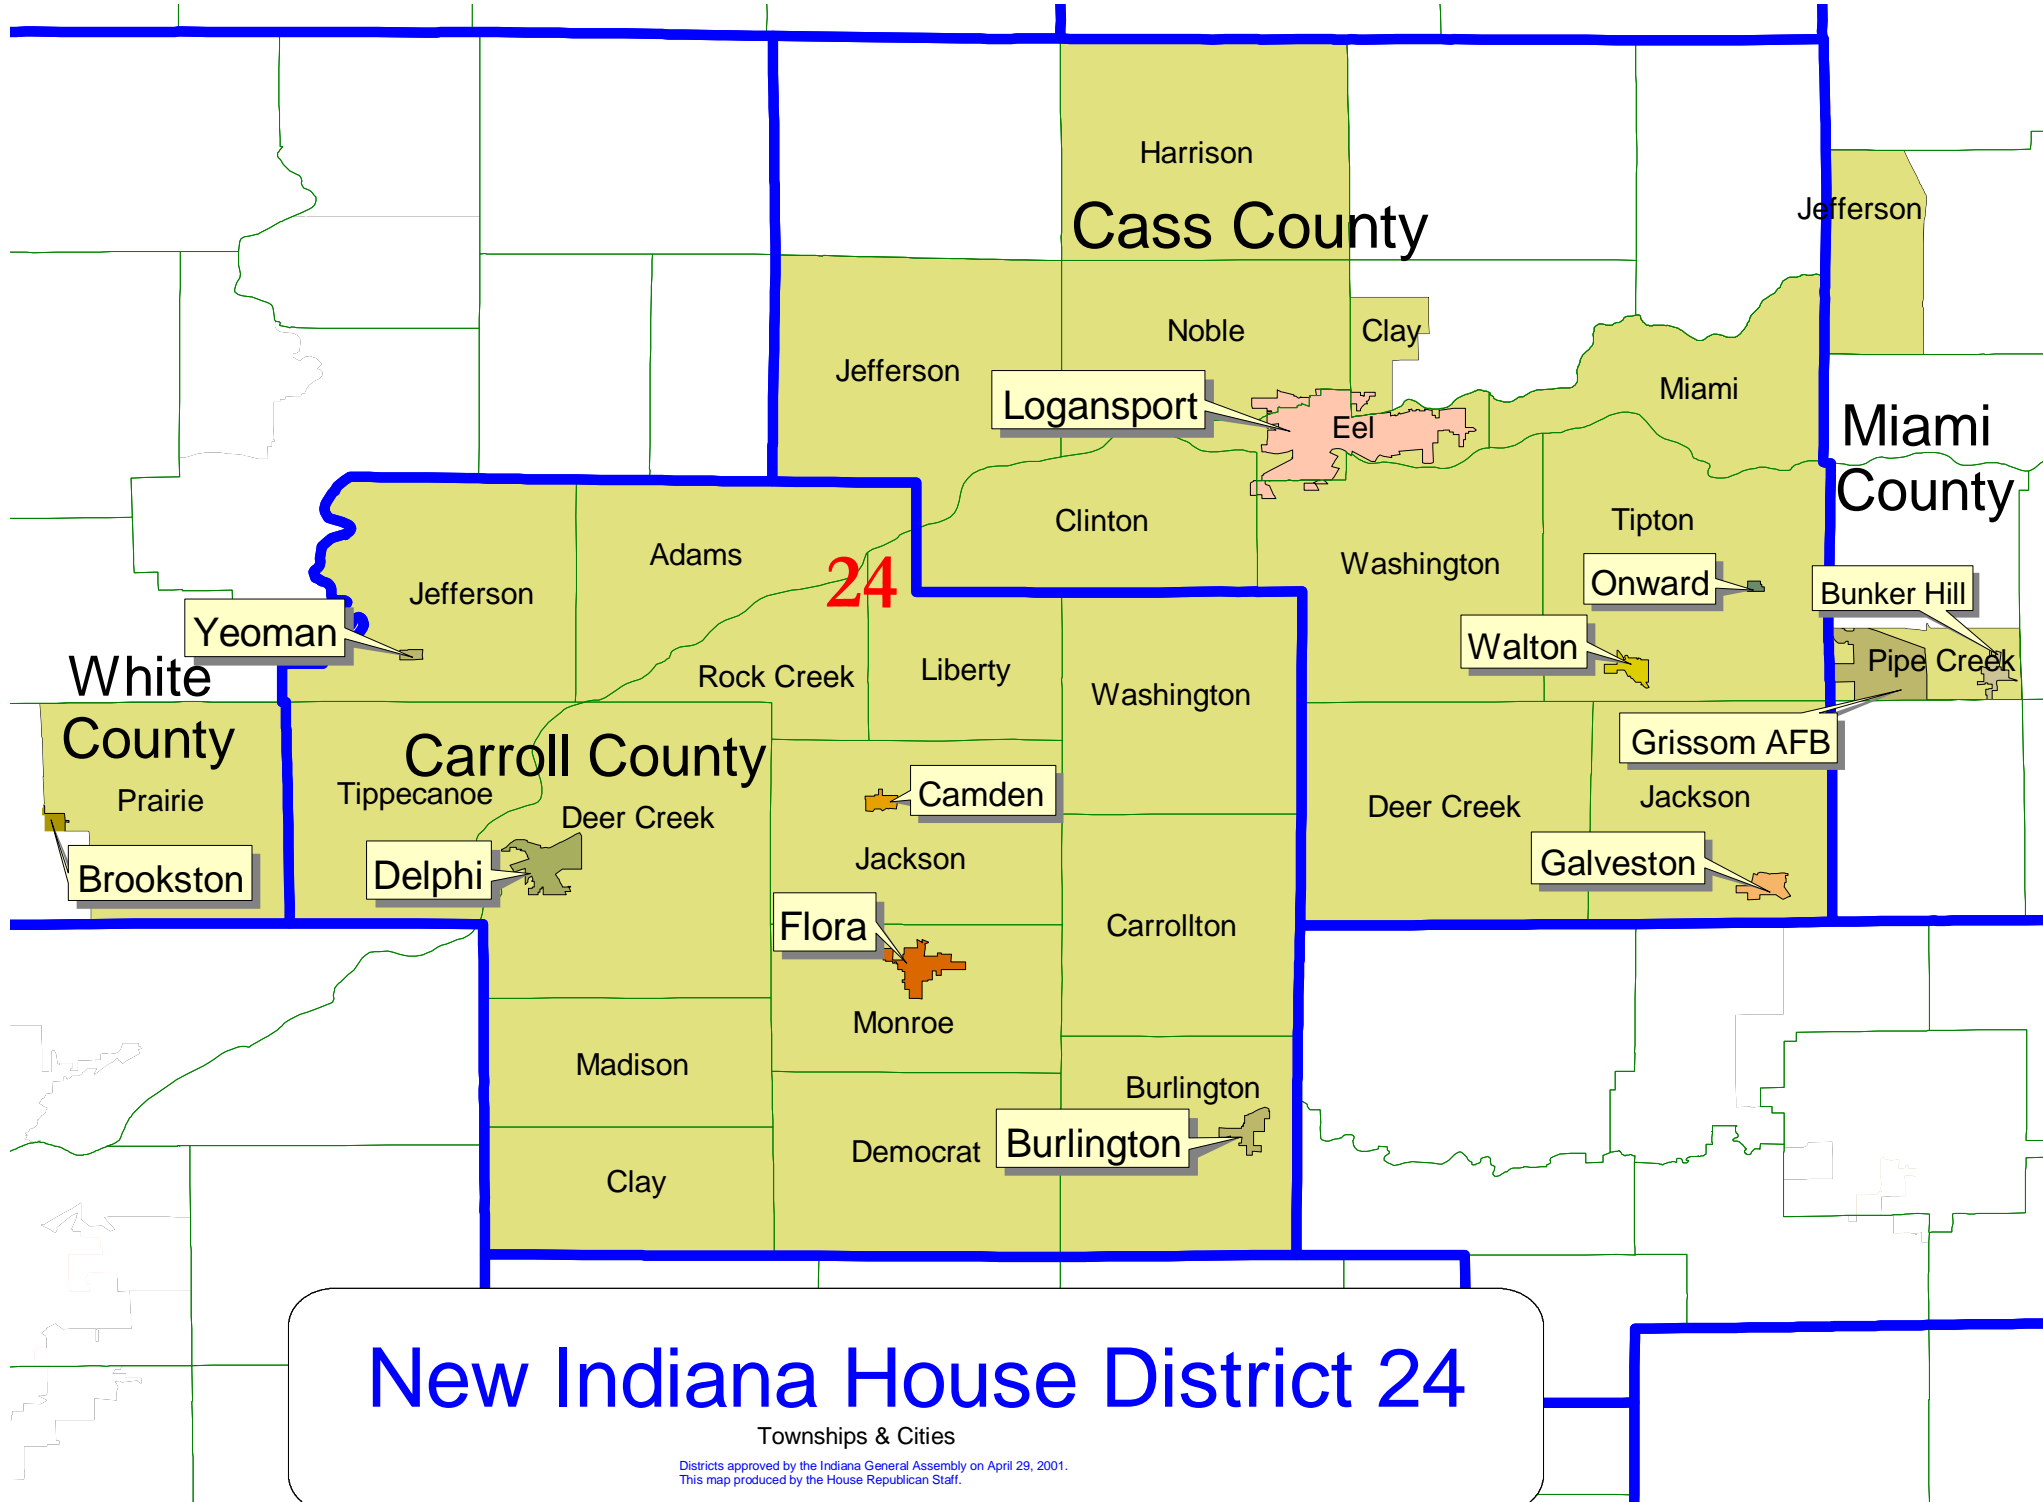 Harrison
Cass County
Jefferson
Noble
Clay
Jefferson
Miami
Logansport
Eel
Miami
County
Clinton
Tipton
Adams
Washington
24
Jefferson
Onward
Bunker Hill
Yeoman
Walton
White
County
Rock Creek
Liberty
Washington
Pipe Creek
Carroll County
Grissom AFB
Prairie
Tippecanoe
Deer Creek
Camden
Deer Creek
Jackson
Brookston
Delphi
Jackson
Galveston
Flora
Carrollton
Monroe
Madison
Burlington
Democrat
Burlington
Clay
New Indiana House District 24
Townships & Cities
Districts approved by the Indiana General Assembly on April 29, 2001.
This map produced by the House Republican Staff.